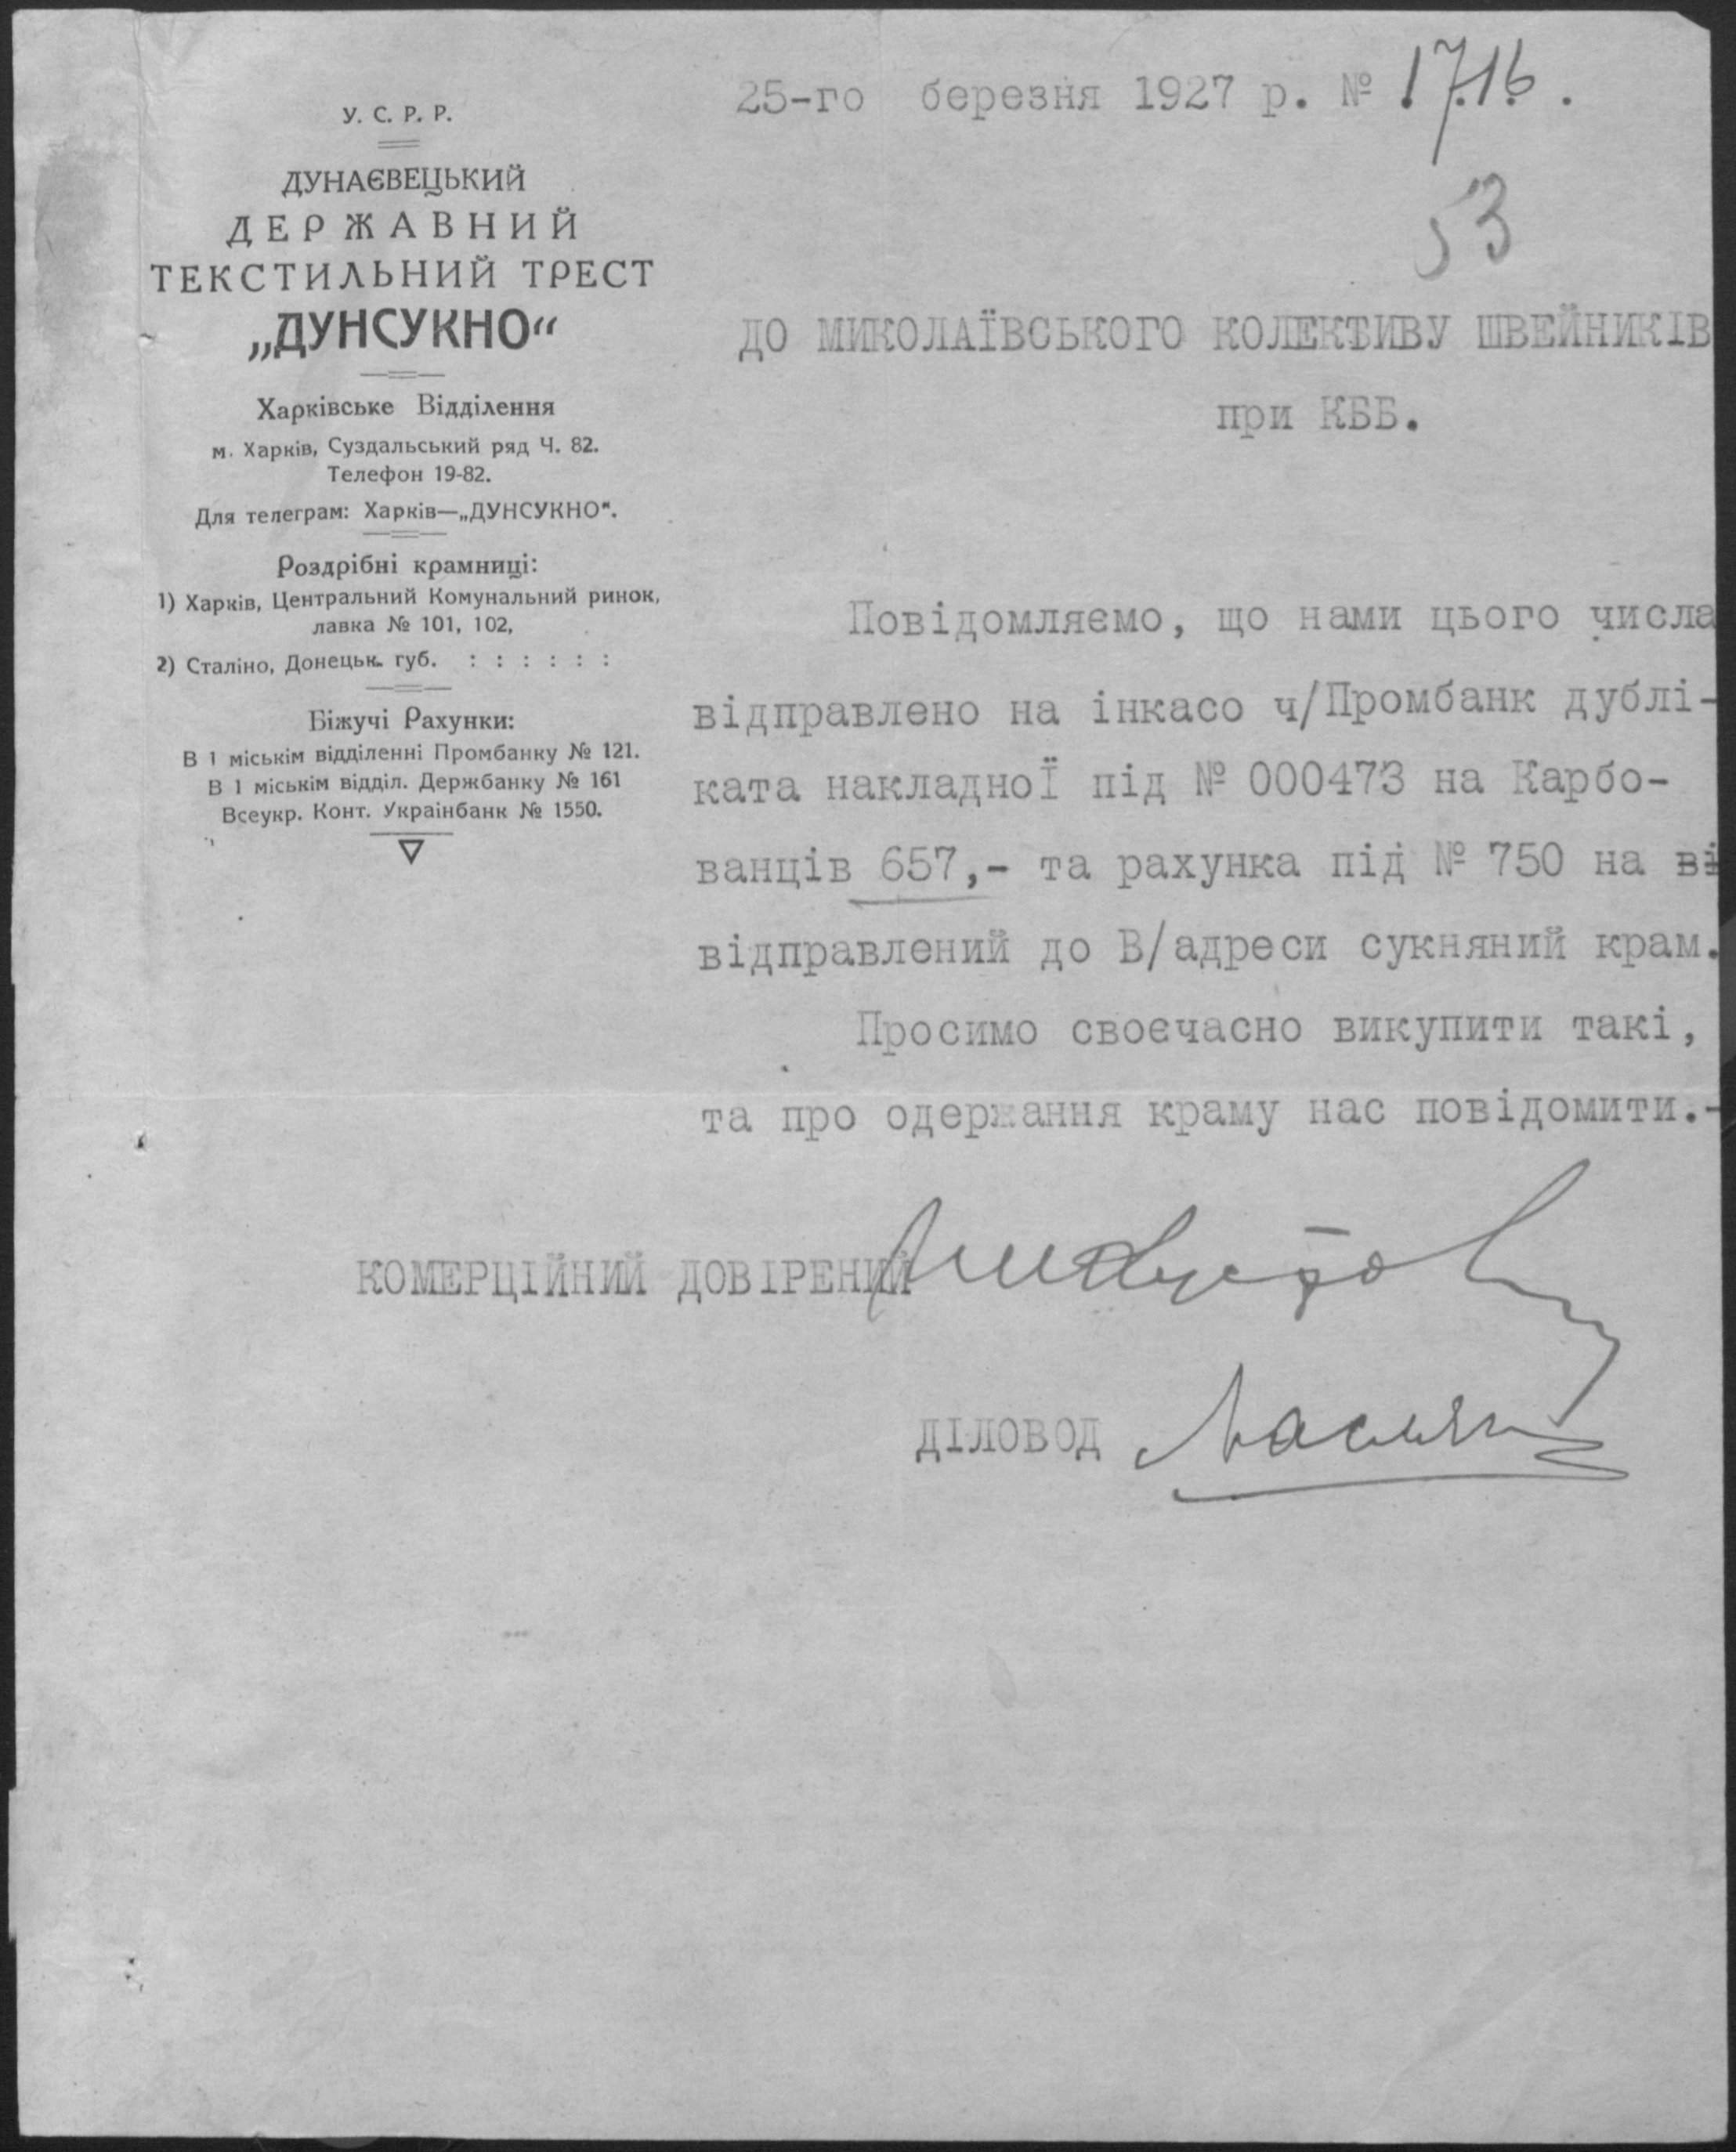 У. С. Р. Р.
ДУНАЄВЕЦЬКИЙ
ДЕРЖАВНИЙ
ТЕКСТИЛЬНИЙ ТРЕСТ
„ДУНСУКНО“
Харківське Відділення
м. Харків, Суздальський ряд Ч. 82.
Телефон 19-82.
Для телеграм: Харків—„ДУНСУКНО".
Роздрібні крамниці:
1) Харків, Центральний Комунальний ринок,
лавка № 101, 102,
2) Сталіно, Донецьк. губ. : : : : : :
Біжучі Рахунки:
В 1 міськім відділенні Промбанку № 121.
В 1 міськім відділ. Держбанку № 161
Всеукр. Конт. Украінбанк № 1550.
25-го березня 1927 р. № 1716.
53
ДО МИКОЛАЇВСЬКОГО КОЛЕКТИВУ ШВЕЙНИКІВ
при КББ.
Повідомляємо, що нами цього числа
відправлено на інкасо ч/Промбанк дублі-
ката накладної під № 000473 на Карбо-
ванців 657,- та рахунка під № 750 на ві
відправлений до В/адреси сукняний крам.
Просимо своєчасно викупити такі,
та про одержання краму нас повідомити.-
КОМЕРЦІЙНИЙ ДОВІРЕНИЙ
ДІЛОВОД